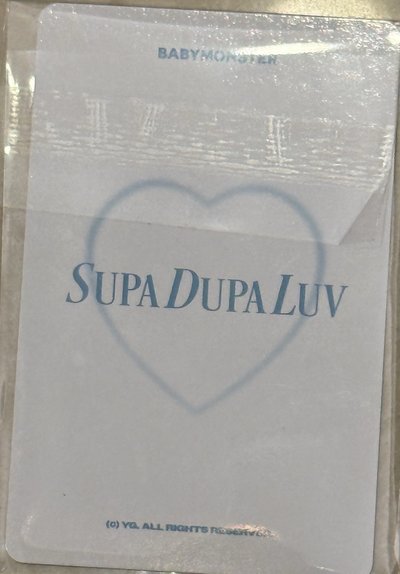 BABYMONSTER
SUPA DUPA LUV
(c) YG. ALL RIGHTS RESERVED.